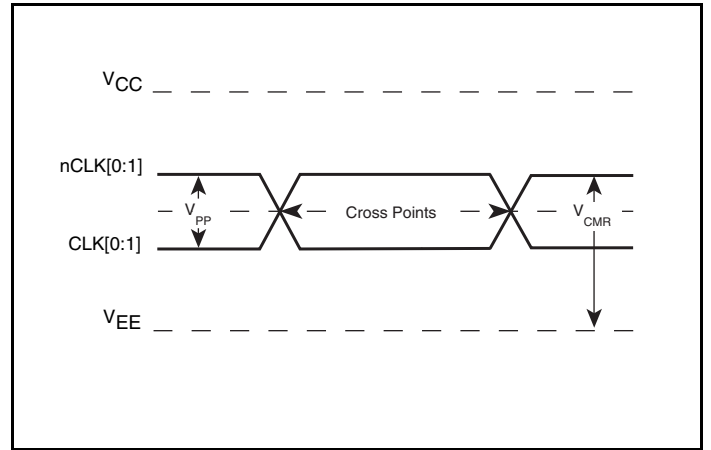 VCC
nCLK[0:1]
VPP
Cross Points
VCMR
CLK[0:1]
VEE